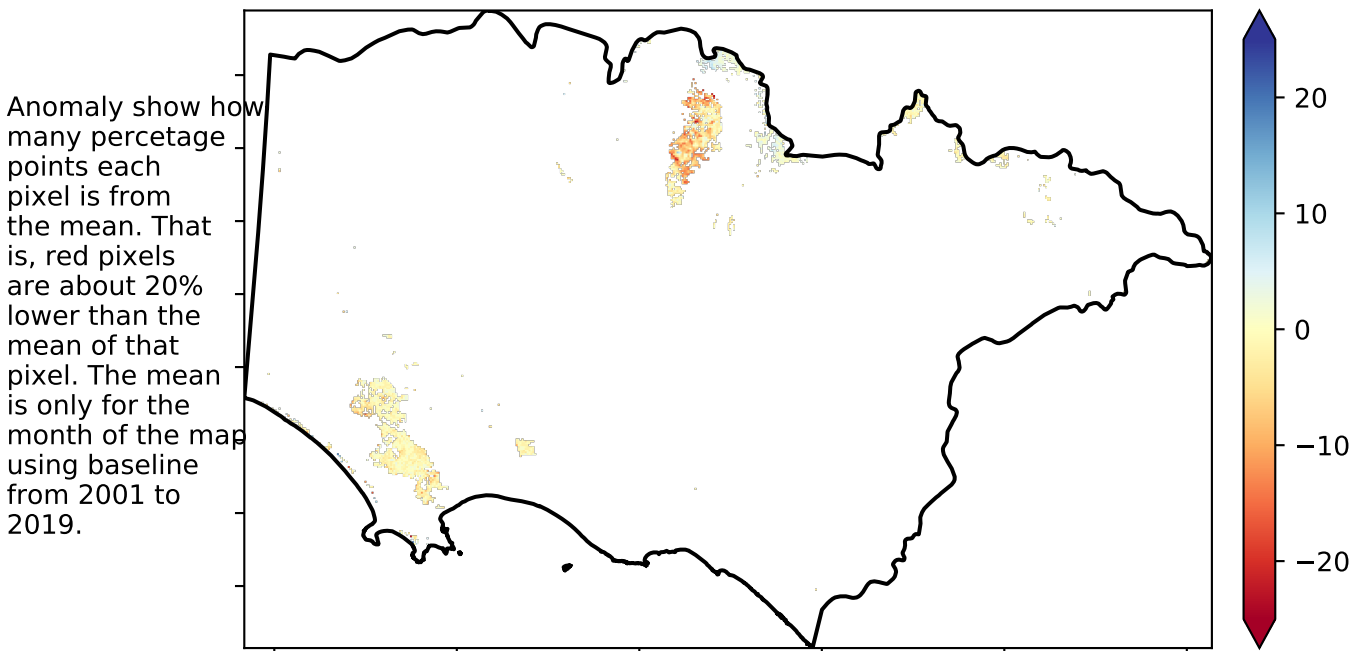 Anomaly show how
many percetage
points each
pixel is from
the mean. That
is, red pixels
are about 20%
lower than the
mean of that
pixel. The mean
is only for the
month of the map
using baseline
from 2001 to
2019.
20
10
0
−10
−20